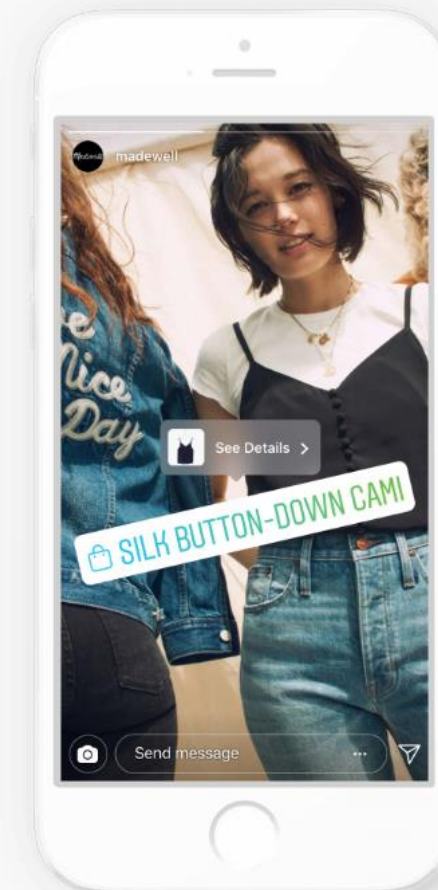 madewell
e
Nice
Day
See Details
SILK BUTTON-DOWN CAMI
Send message